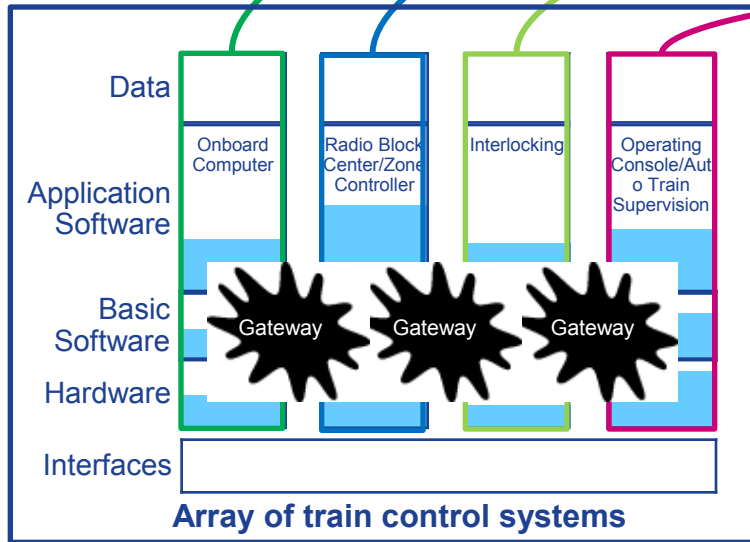 Data
Onboard
Computer
Radio Block
Center/Zone
Controller
Interlocking
Operating
Console/Aut
o Train
Supervision
Application
Software
Basic
Software
Gateway
Gateway
Gateway
Hardware
Interfaces
Array of train control systems